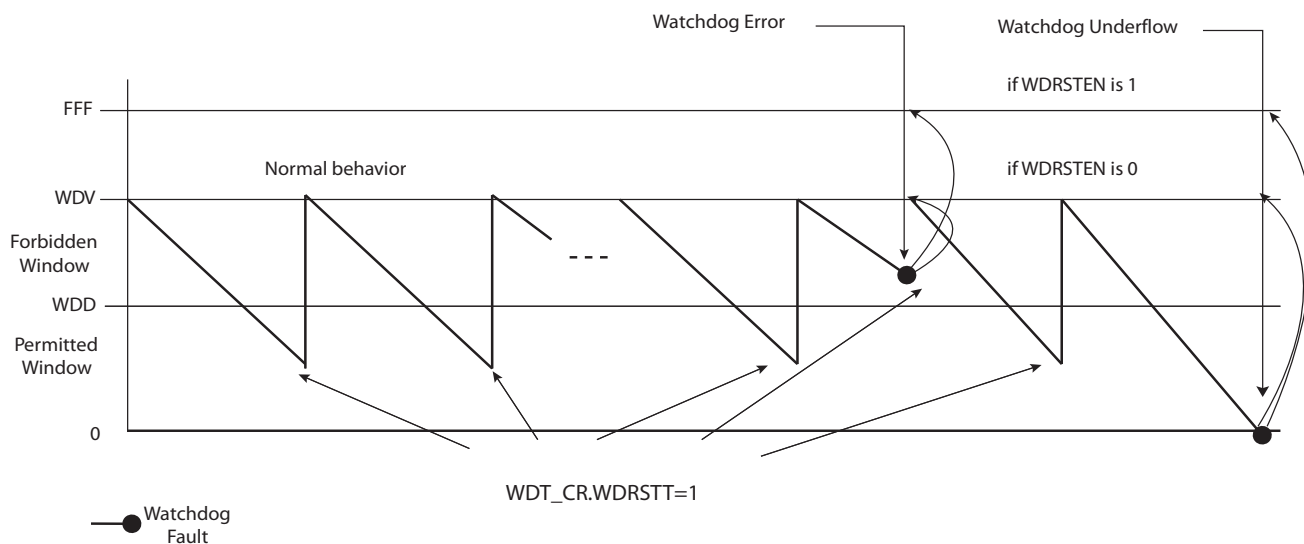 Watchdog Error
Watchdog Underflow
if WDRSTEN is 1
FFF
Normal behavior
if WDRSTEN is 0
WDV
Forbidden
Window
WDD
Permitted
Window
0
WDT_CR.WDRSTT=1
Watchdog
Fault